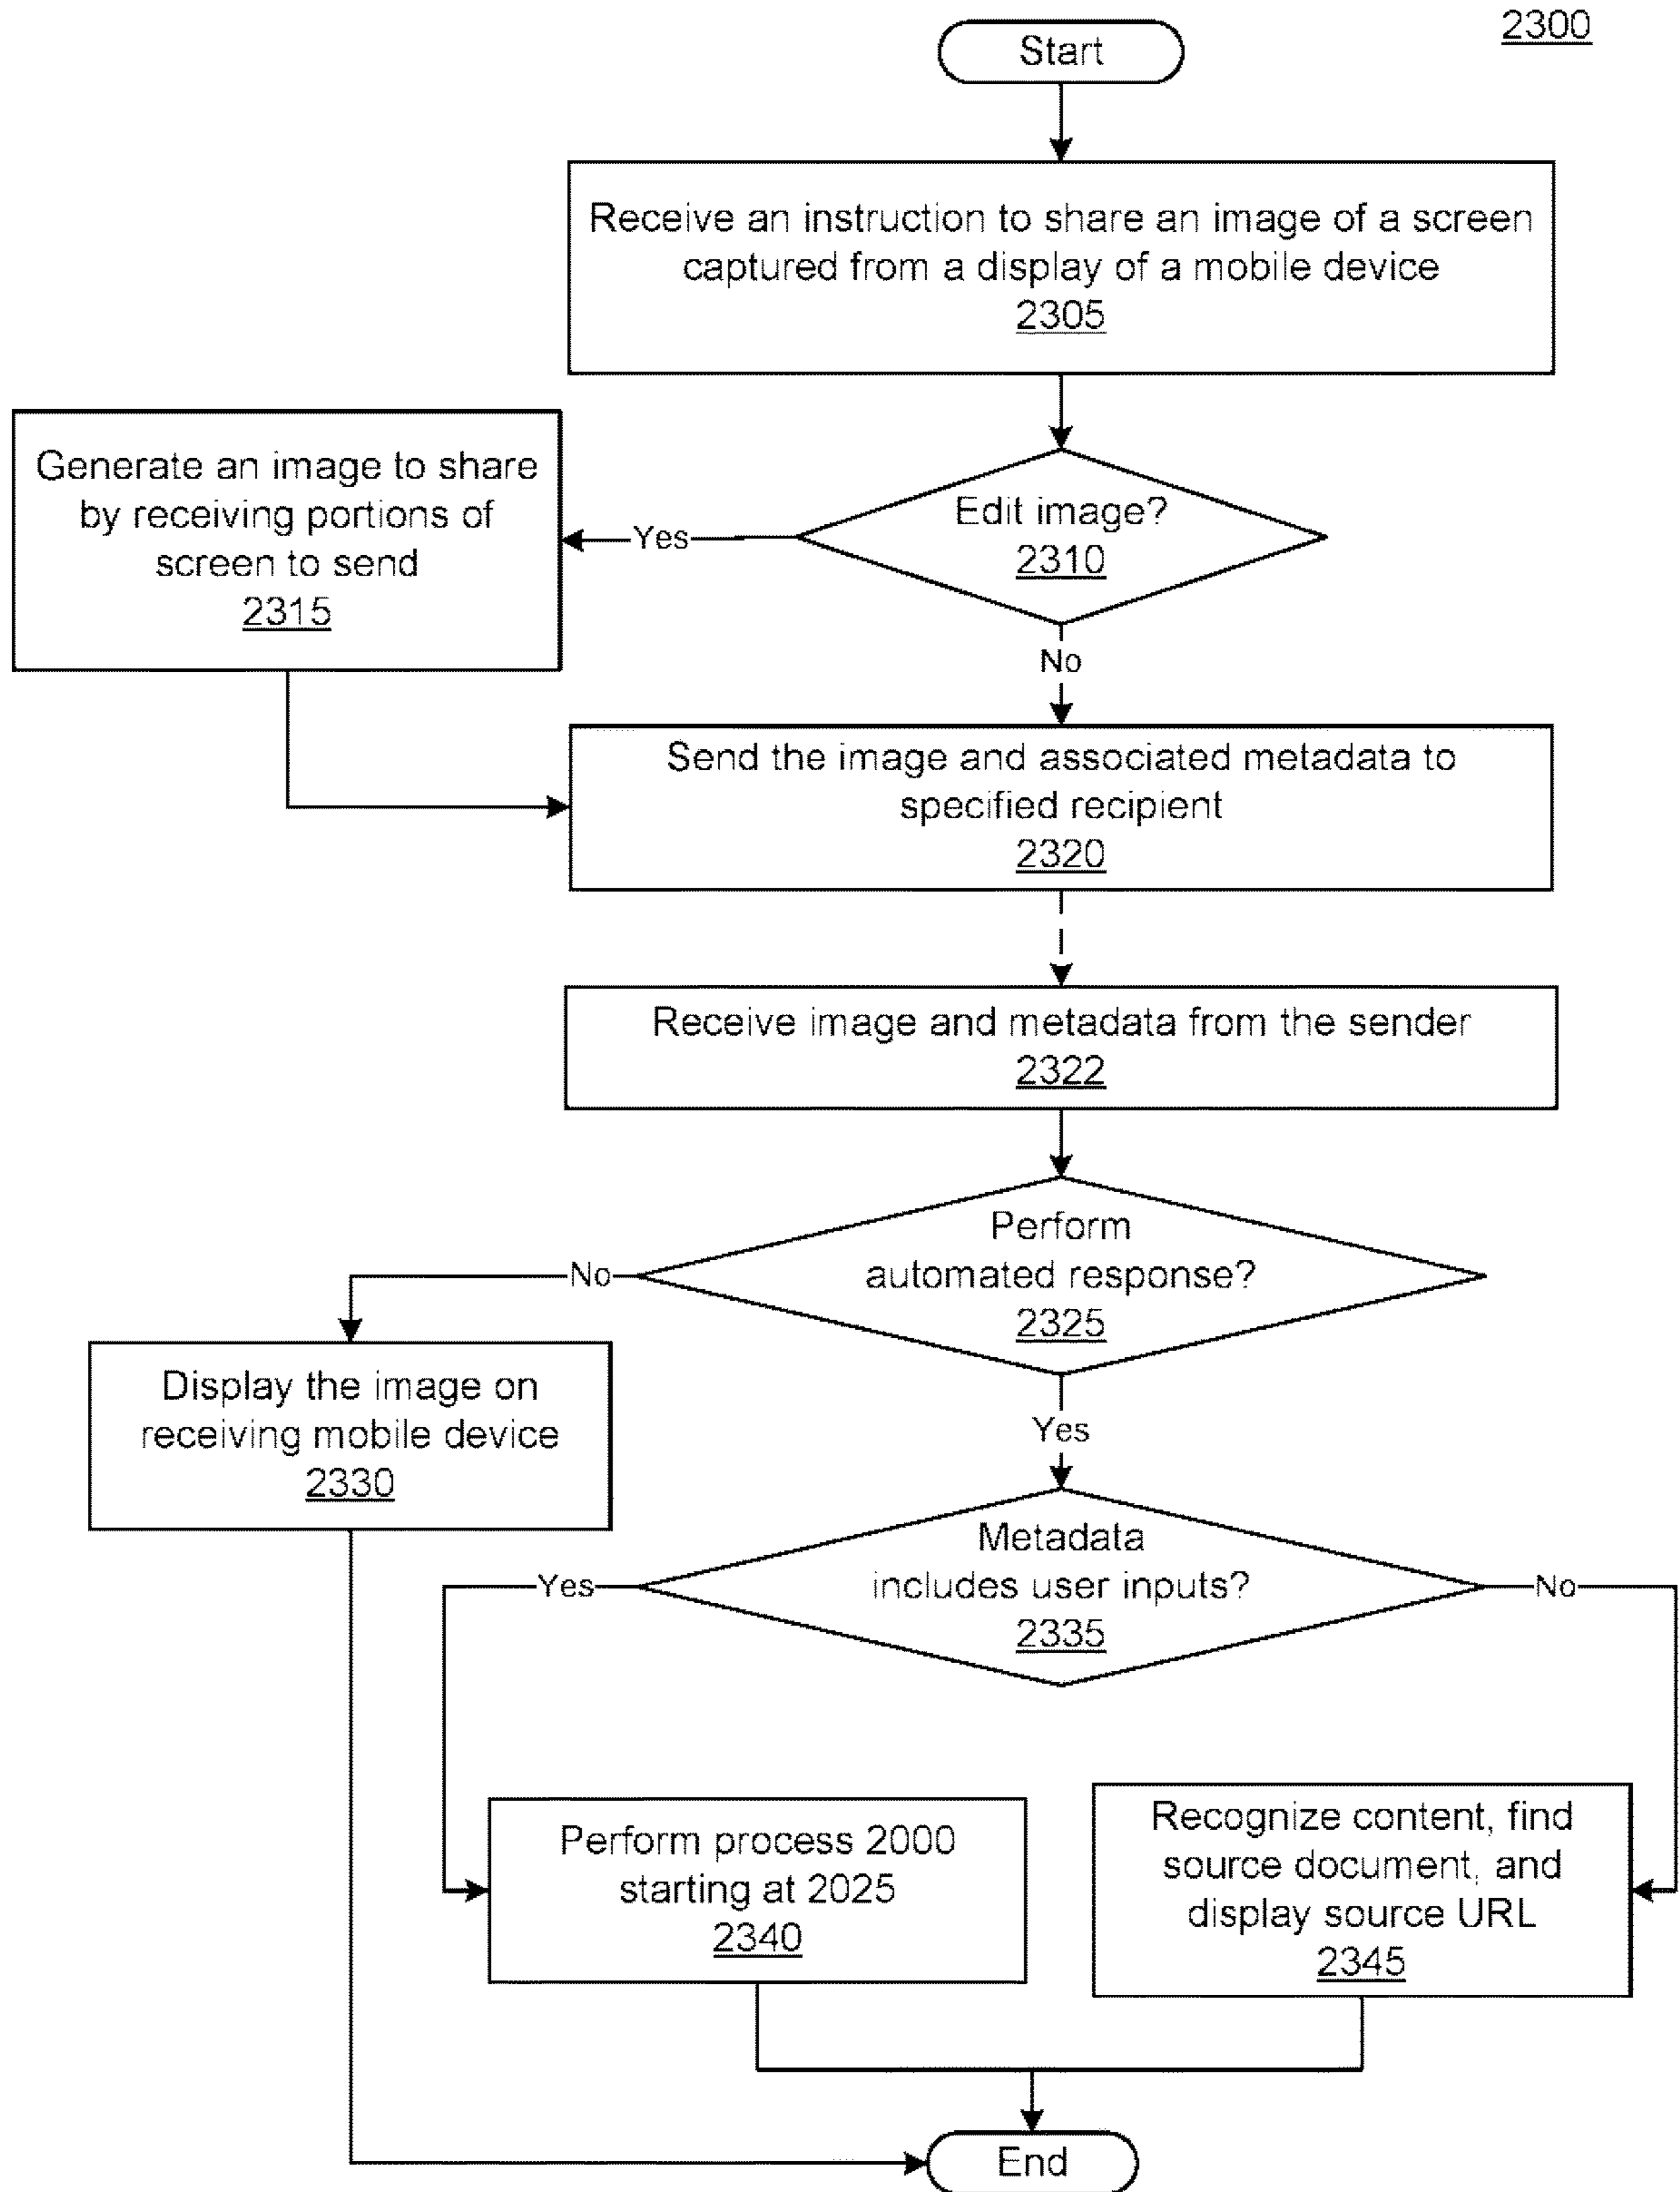 2300
Start
Receive an instruction to share an image of a screen
captured from a display of a mobile device
2305
Generate an image to share
by receiving portions of
screen to send
2315
Yes
Edit image?
2310
No
Send the image and associated metadata to
specified recipient
2320
Receive image and metadata from the sender
2322
Perform
automated response?
2325
No
Yes
Display the image on
receiving mobile device
2330
Metadata
includes user inputs?
2335
Yes
No
Perform process 2000
starting at 2025
2340
Recognize content, find
source document, and
display source URL
2345
End